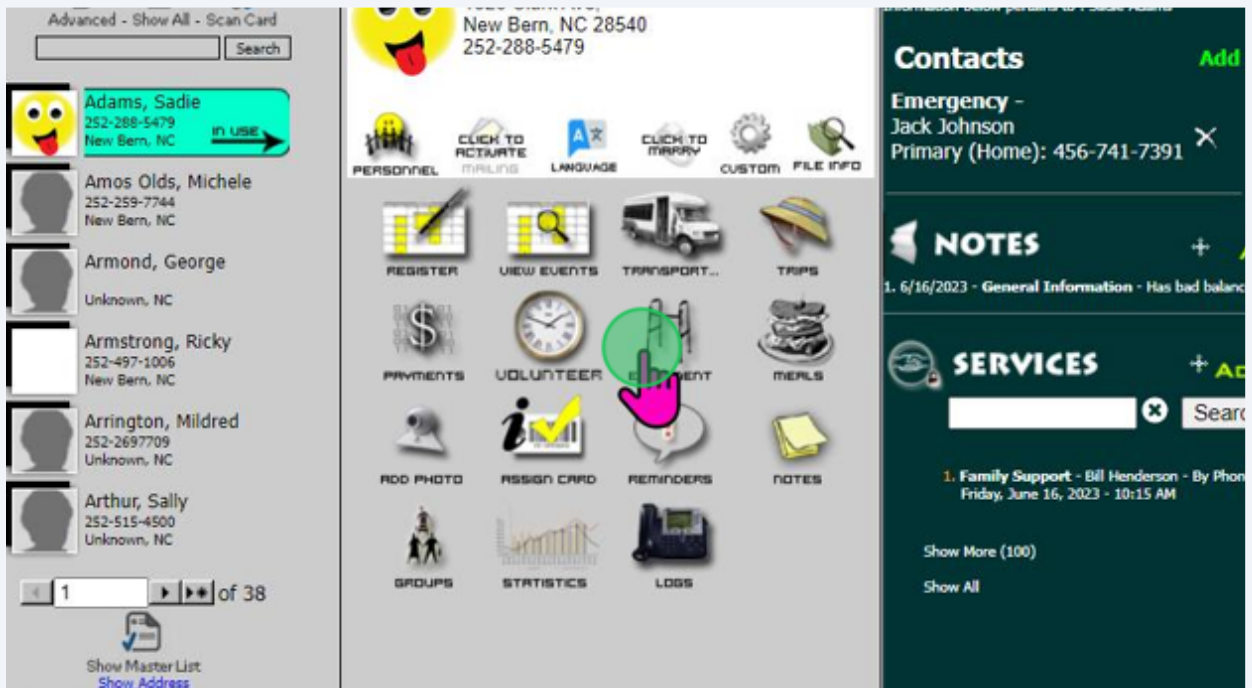 Advanced - Show All - Scan Card
Search
Adams, Sadie
252-288-5479
New Bern, NC
IN USE
Amos Olds, Michele
252-259-7744
New Bern, NC
Armond, George
Unknown, NC
Armstrong, Ricky
252-497-1006
New Bern, NC
Arrington, Mildred
252-2697709
Unknown, NC
Arthur, Sally
252-515-4500
Unknown, NC
1
of 38
Show Master List
Show Address
New Bern, NC 28540
252-288-5479
PERSONNEL
CLICK TO
ACTIVATE
MAILING
LANGUAGE
CLICK TO
MARRY
CUSTOM
FILE INFO
REGISTER
VIEW EVENTS
TRANSPORT...
TRIPS
PAYMENTS
VOLUNTEER
MEALS
ADD PHOTO
ASSIGN CARD
REMINDERS
NOTES
GROUPS
STATISTICS
LOGS
Information below pertains to : Sadie Adams
Contacts
Add
Emergency -
Jack Johnson
Primary (Home): 456-741-7391
NOTES
1. 6/16/2023 - General Information - Has bad balanc
SERVICES
Searc
1. Family Support - Bill Henderson - By Phon
Friday, June 16, 2023 - 10:15 AM
Show More (100)
Show All